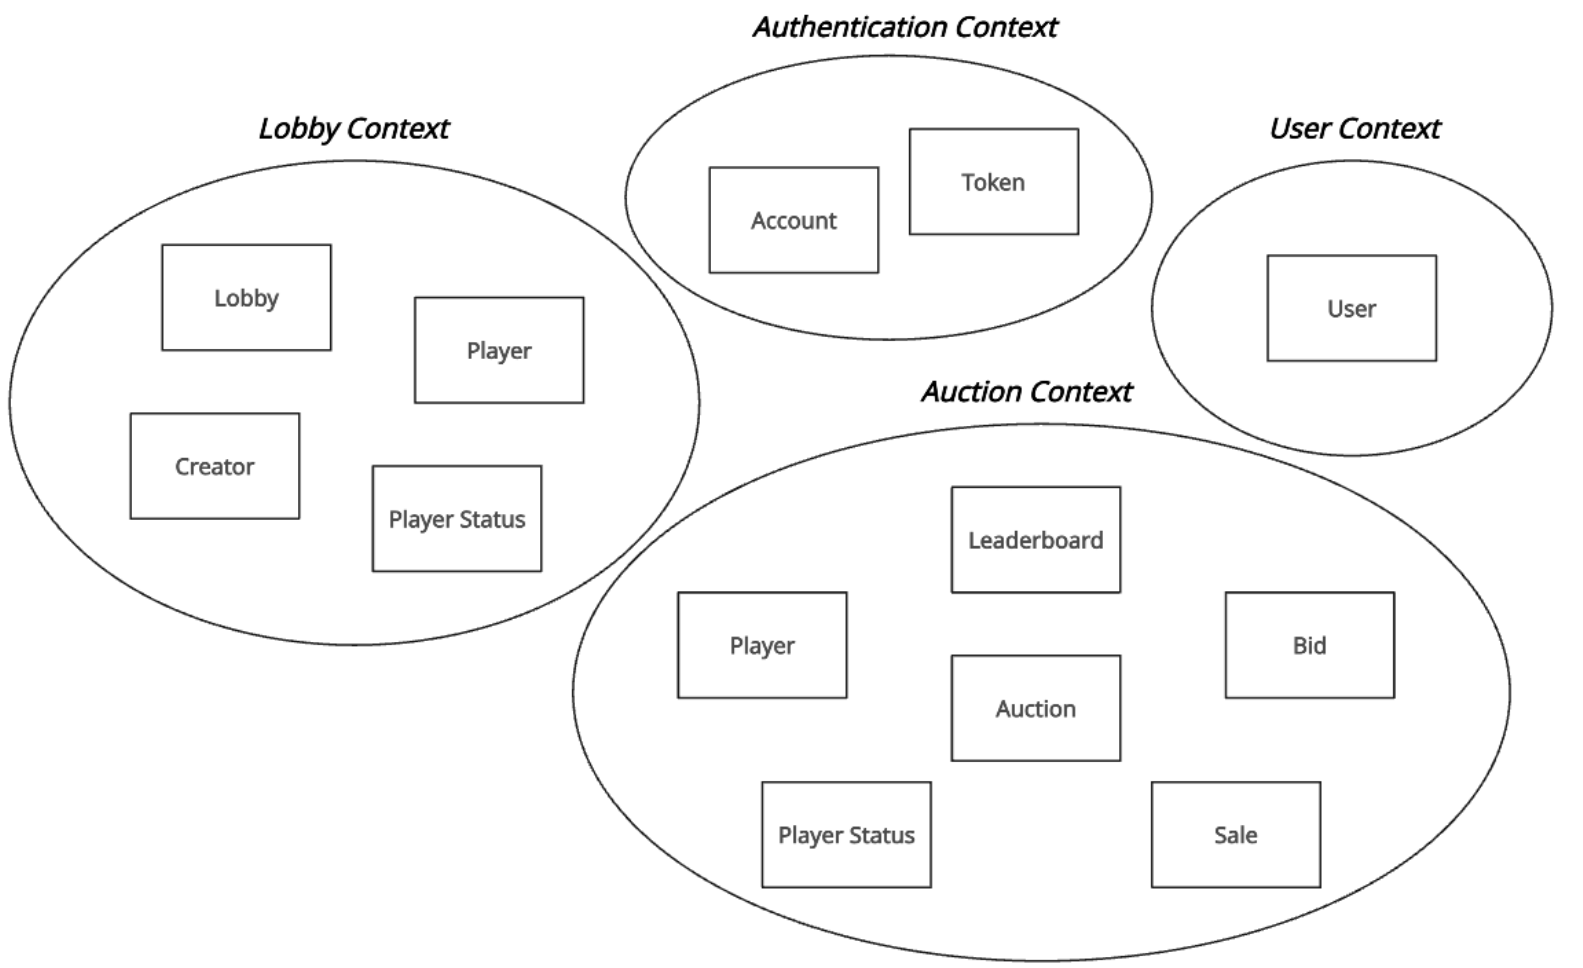 Authentication Context
Lobby Context
User Context
Token
Account
Lobby
User
Player
Auction Context
Creator
Player Status
Leaderboard
Player
Bid
Auction
Player Status
Sale